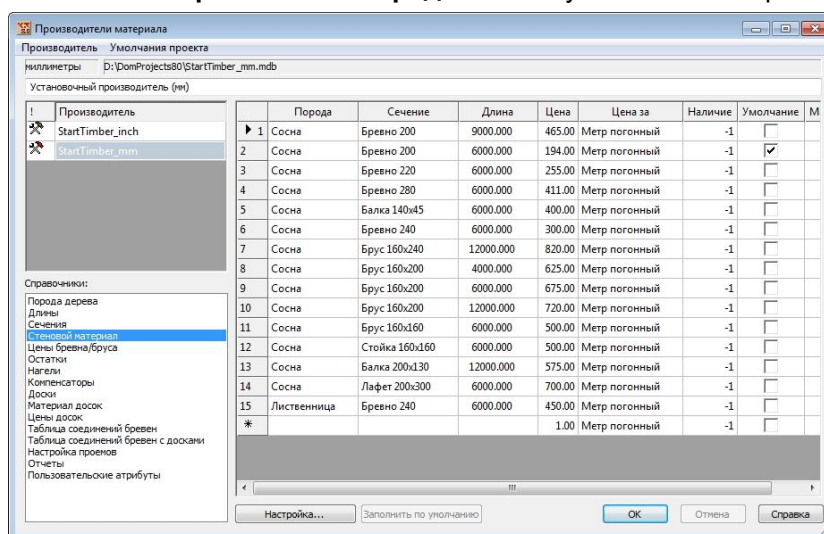 Производители материала
Производитель Умолчания проекта
миллиметры D:\DomProjects80\StartTimber_mm.mdb
Установочный производитель (мм)
! Производитель
StartTimber_inch
StartTimber_mm
Порода Сечение Длина Цена Цена за Наличие Умолчание М
1 Сосна Бревно 200 9000.000 465.00 Метр погонный -1
2 Сосна Бревно 200 6000.000 194.00 Метр погонный -1
3 Сосна Бревно 220 6000.000 255.00 Метр погонный -1
4 Сосна Бревно 280 6000.000 411.00 Метр погонный -1
5 Сосна Балка 140x45 6000.000 400.00 Метр погонный -1
6 Сосна Бревно 240 6000.000 300.00 Метр погонный -1
7 Сосна Брус 160x240 12000.000 820.00 Метр погонный -1
8 Сосна Брус 160x200 4000.000 625.00 Метр погонный -1
9 Сосна Брус 160x200 6000.000 675.00 Метр погонный -1
10 Сосна Брус 160x200 12000.000 720.00 Метр погонный -1
11 Сосна Брус 160x160 6000.000 500.00 Метр погонный -1
12 Сосна Стойка 160x160 6000.000 500.00 Метр погонный -1
13 Сосна Балка 200x130 12000.000 575.00 Метр погонный -1
14 Сосна Лафет 200x300 6000.000 700.00 Метр погонный -1
15 Лиственница Бревно 240 6000.000 450.00 Метр погонный -1
* 1.00 Метр погонный -1
Справочники:
Порода дерева
Длины
Сечения
Стеновой материал
Цены бревна/бруса
Остатки
Нагели
Компенсаторы
Доски
Материал досок
Цены досок
Таблица соединений бревен
Таблица соединений бревен с досками
Настройка проемов
Отчеты
Пользовательские атрибуты
Настройка... Заполнить по умолчанию ОК Отмена Справка